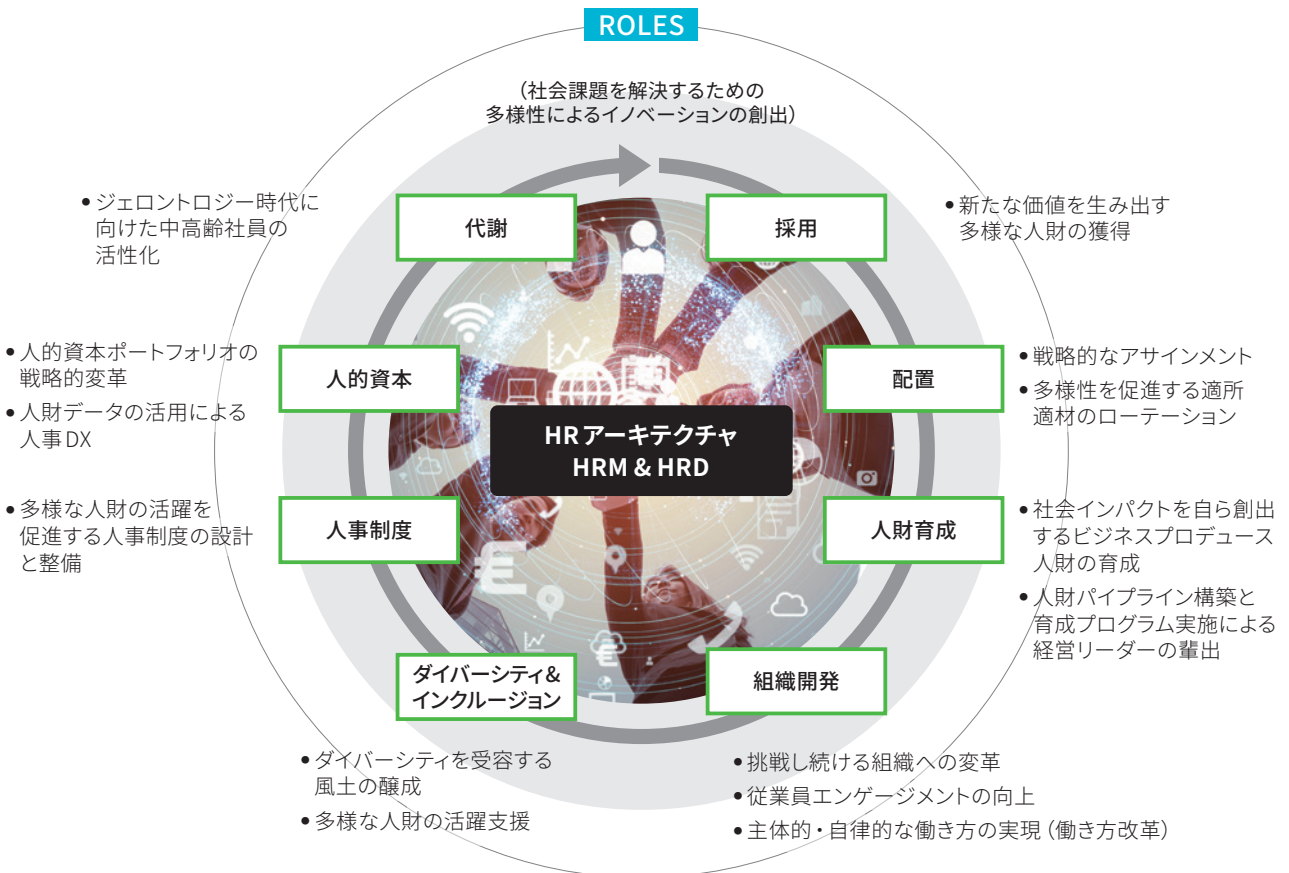 ROLES
（社会課題を解決するための
多様性によるイノベーションの創出）
代謝
• ジェロントロジー時代に
向けた中高齢社員の
活性化
採用
• 新たな価値を生み出す
多様な人財の獲得
人的資本
• 人的資本ポートフォリオの
戦略的変革
• 人財データの活用による
人事DX
配置
• 戦略的なアサインメント
• 多様性を促進する適所
適材のローテーション
HRアーキテクチャ
HRM & HRD
人事制度
• 多様な人財の活躍を
促進する人事制度の設計
と整備
人財育成
• 社会インパクトを自ら創出
するビジネスプロデュース
人財の育成
• 人財パイプライン構築と
育成プログラム実施による
経営リーダーの輩出
ダイバーシティ&
インクルージョン
• ダイバーシティを受容する
風土の醸成
• 多様な人財の活躍支援
組織開発
• 挑戦し続ける組織への変革
• 従業員エンゲージメントの向上
• 主体的・自律的な働き方の実現（働き方改革）